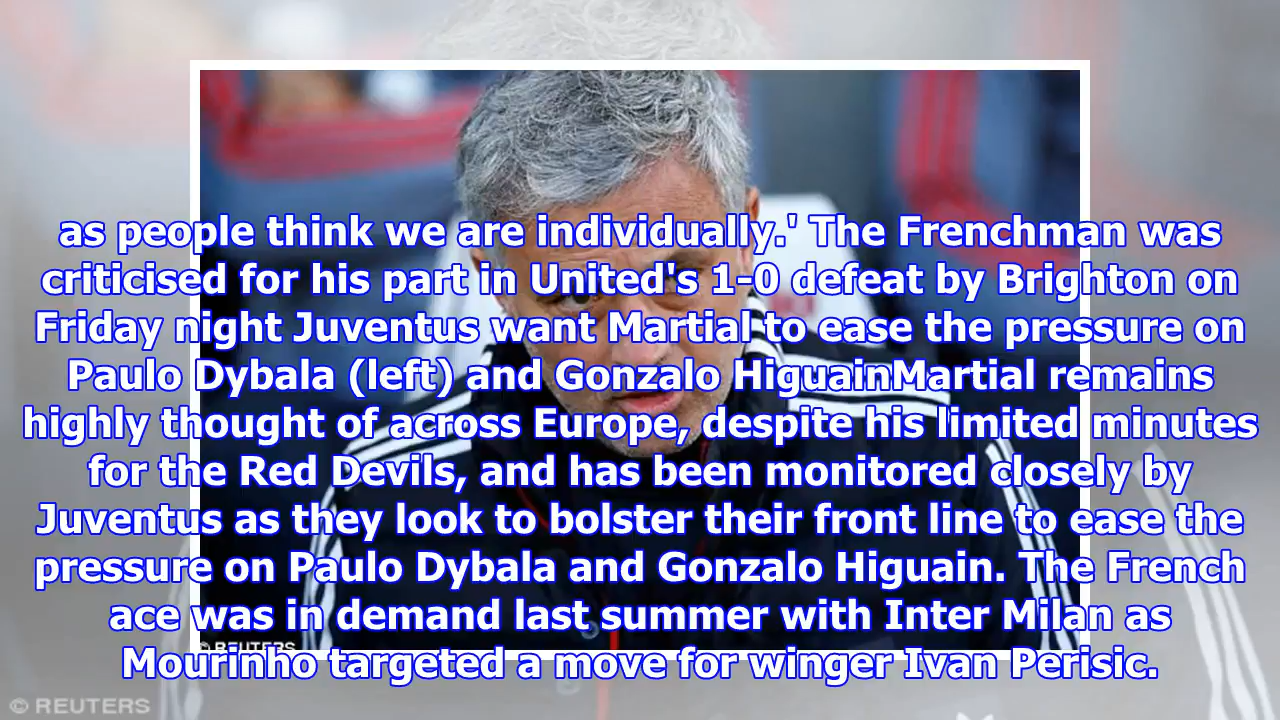 as people think we are individually.' The Frenchman was
criticised for his part in United's 1-0 defeat by Brighton on
Friday night Juventus want Martial to ease the pressure on
Paulo Dybala (left) and Gonzalo HiguainMartial remains
highly thought of across Europe, despite his limited minutes
for the Red Devils, and has been monitored closely by
Juventus as they look to bolster their front line to ease the
pressure on Paulo Dybala and Gonzalo Higuain. The French
ace was in demand last summer with Inter Milan as
© REUTERS
Mourinho targeted a move for winger Ivan Perisic.
© REUTERS